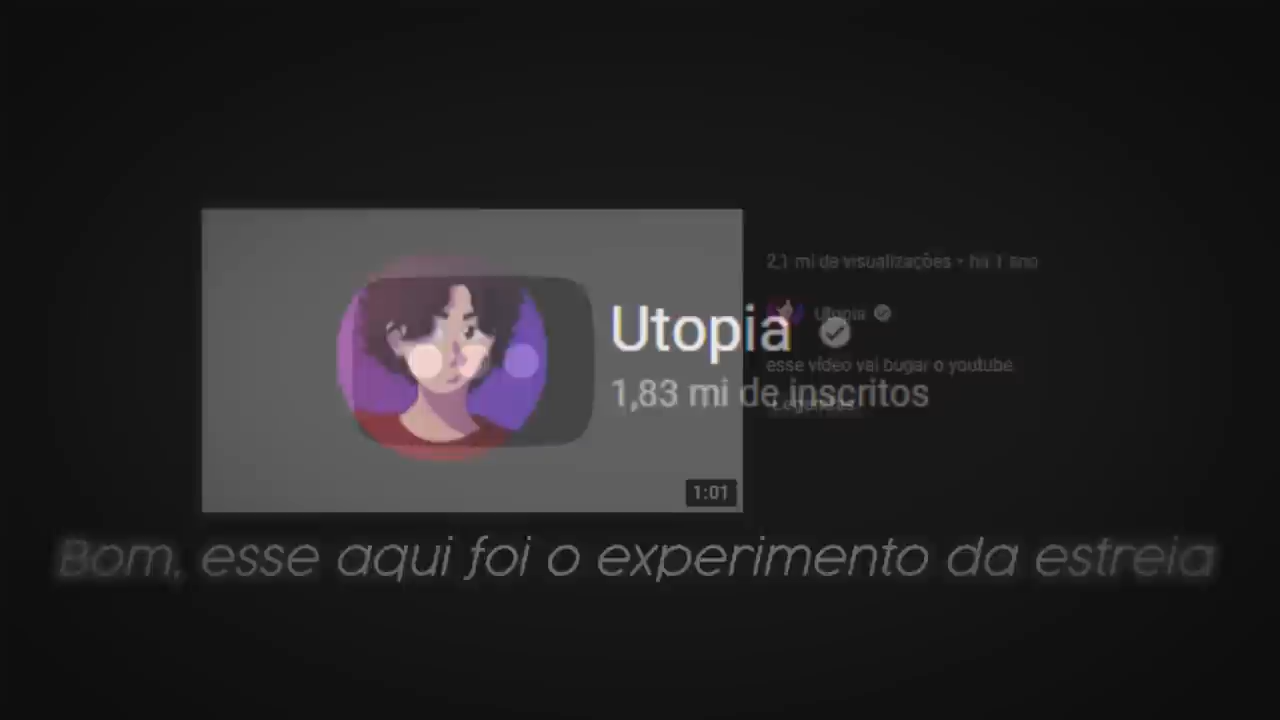 2,1 mi de visualizações • há 1 ano
Utopia
Utopia
esse vídeo vai bugar o youtube
1,83 mi de inscritos
Legendas
1:01
Bom, esse aqui foi o experimento da estreia